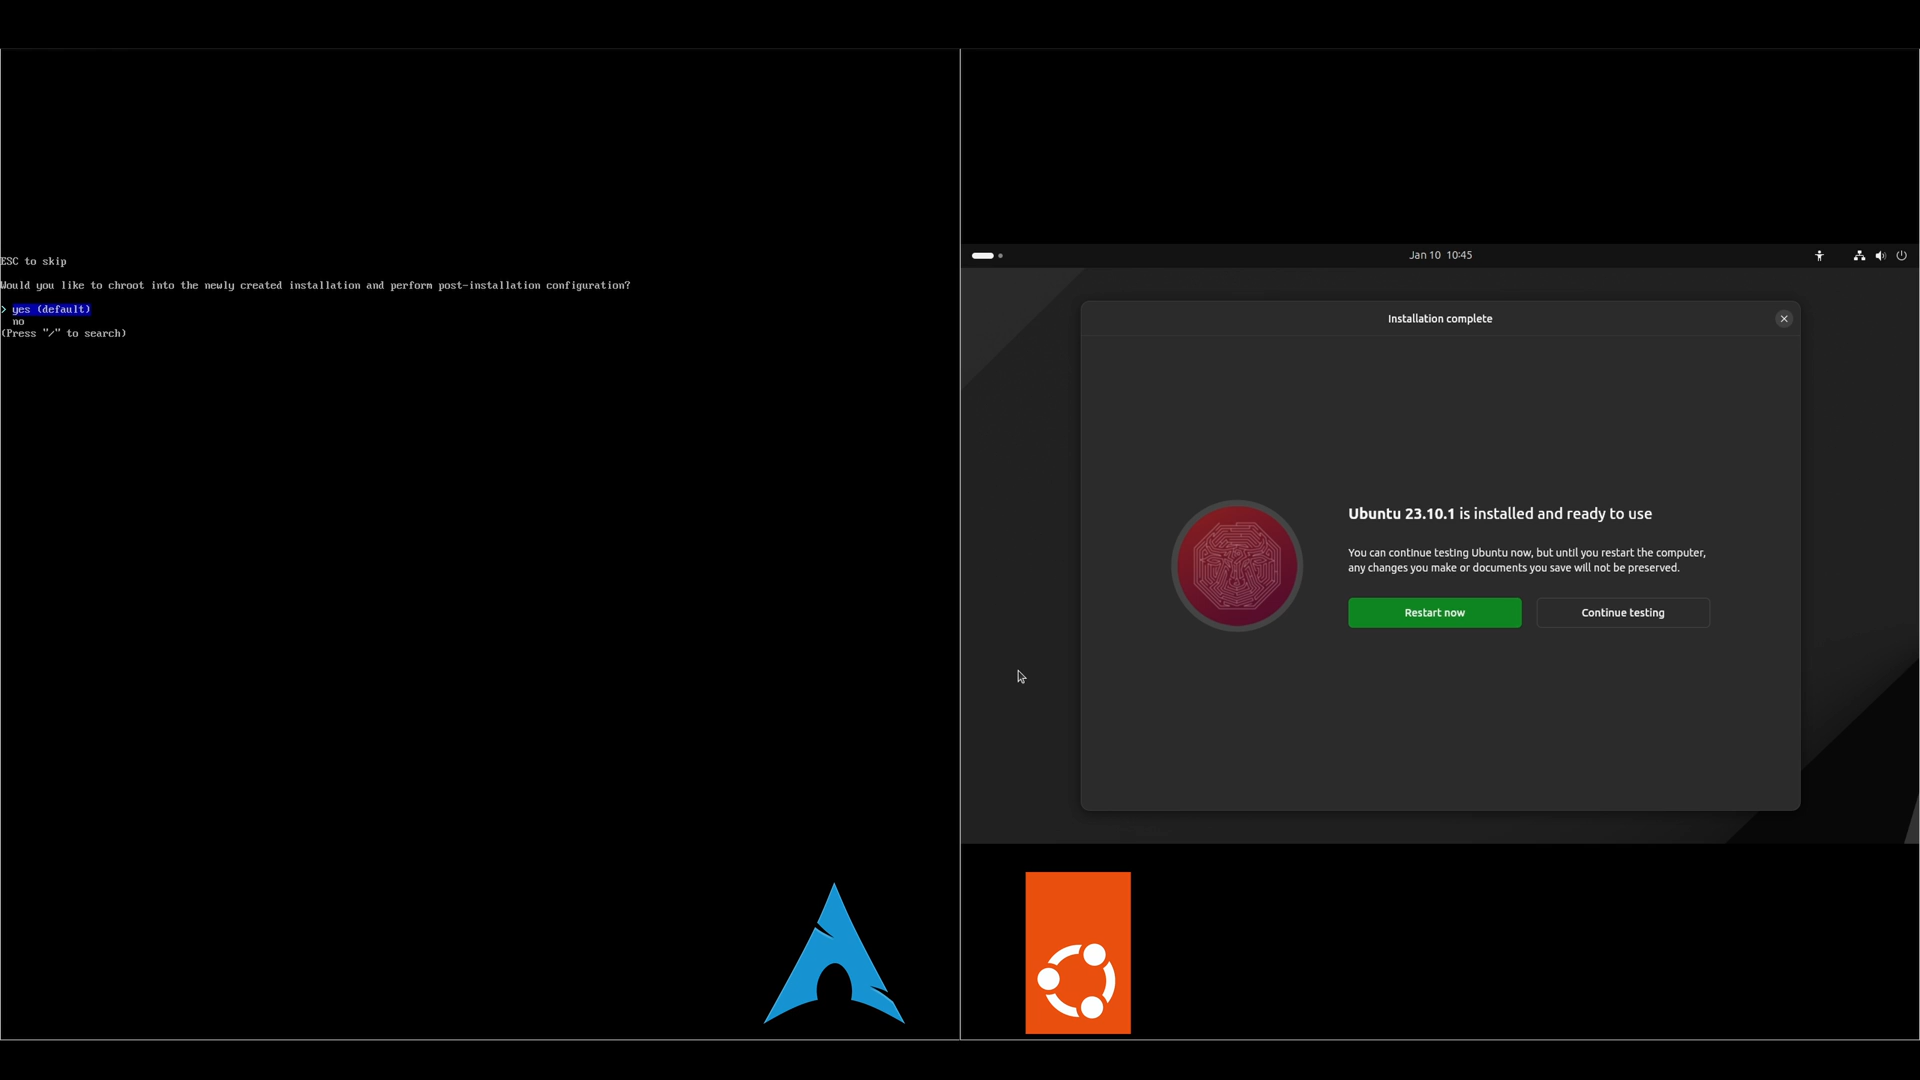 ESC to skip
Would you like to chroot into the newly created installation and perform post-installation configuration?
> yes (default)
no
(Press "/" to search)
Jan 10 10:45
Installation complete
Ubuntu 23.10.1 is installed and ready to use
You can continue testing Ubuntu now, but until you restart the computer,
any changes you make or documents you save will not be preserved.
Restart now
Continue testing